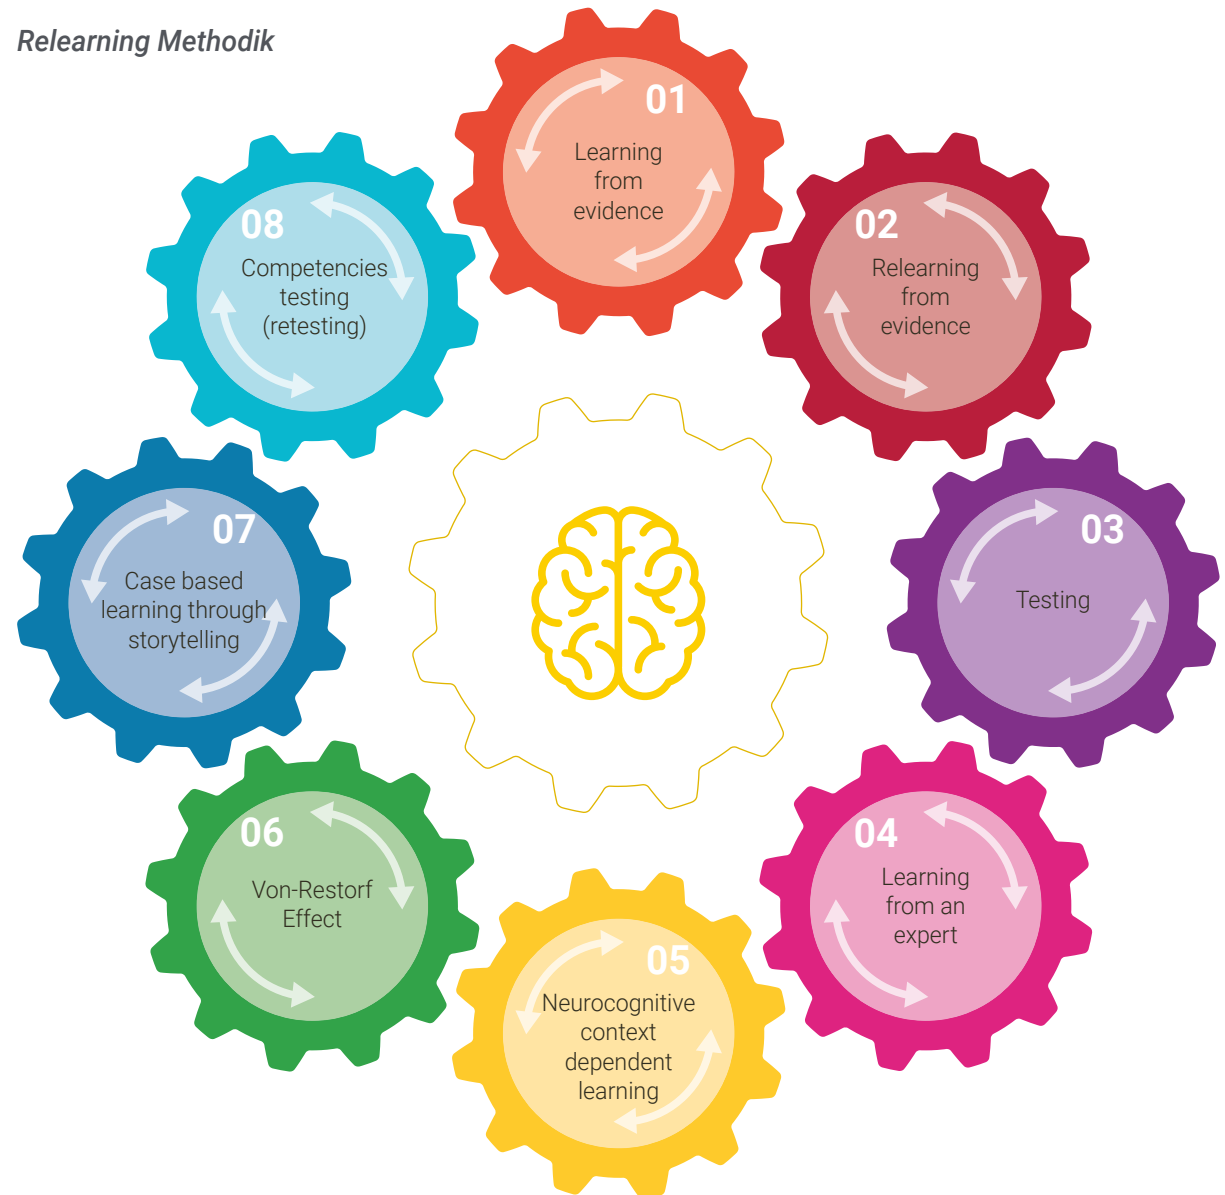 Relearning Methodik
01
Learning
from
evidence
02
Relearning
from
evidence
03
Testing
04
Learning
from an
expert
05
Neurocognitive
context
dependent
learning
06
Von-Restorf
Effect
07
Case based
learning through
storytelling
08
Competencies
testing
(retesting)